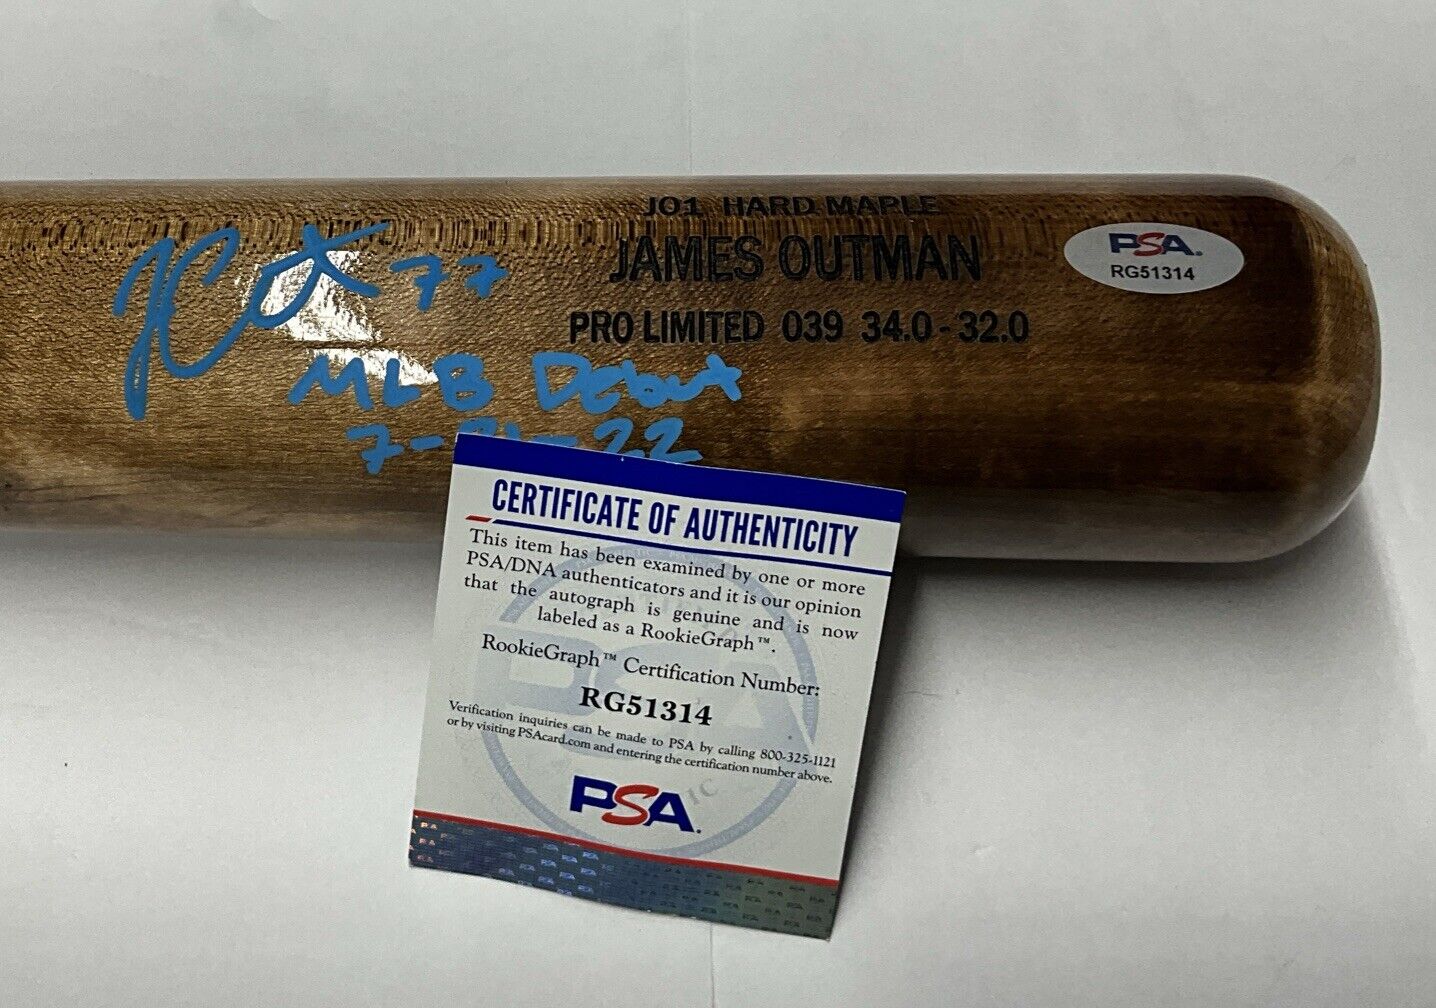 JO1 HARD MAPLE
JAMES OUTMAN
PRO LIMITED 039 34.0-32.0
PSA
RG51314
77
MLB Debut
7-31-22
CERTIFICATE OF AUTHENTICITY
This item has been examined by one or more
PSA/DNA authenticators and it is our opinion
that the autograph is genuine and is now
labeled as a RookieGraph™.
RookieGraph™ Certification Number:
RG51314
Verification inquiries can be made to PSA by calling 800-325-1121
or by visiting PSAcard.com and entering the certification number above.
PSA